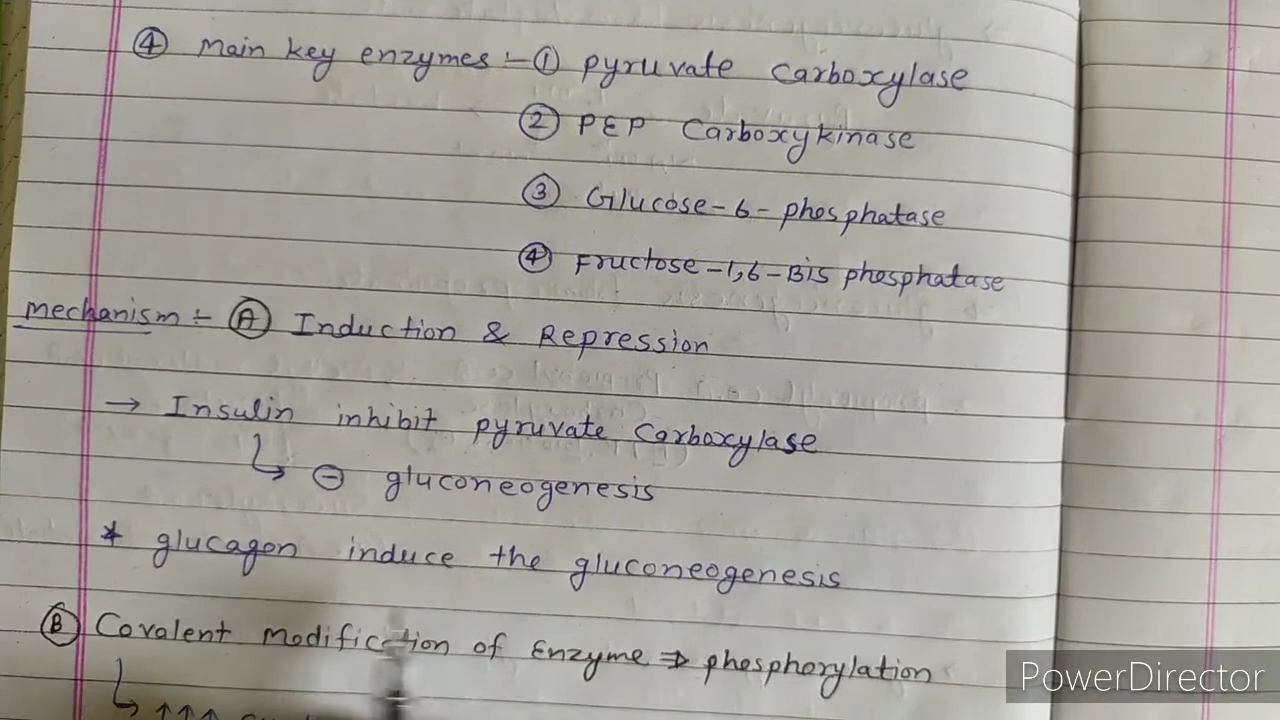 ④ Main key enzymes :- ① pyruvate carboxylase
② PEP Carboxykinase
③ Glucose-6-phosphatase
④ Fructose-1,6-Bis phosphatase
mechanism :- Ⓐ Induction & Repression
→ Insulin inhibit pyruvate carboxylase
↳ ⊖ gluconeogenesis
* glucagon induce the gluconeogenesis
Ⓑ Covalent modification of Enzyme ⇒ phosphorylation
↳ ↑↑↑
PowerDirector